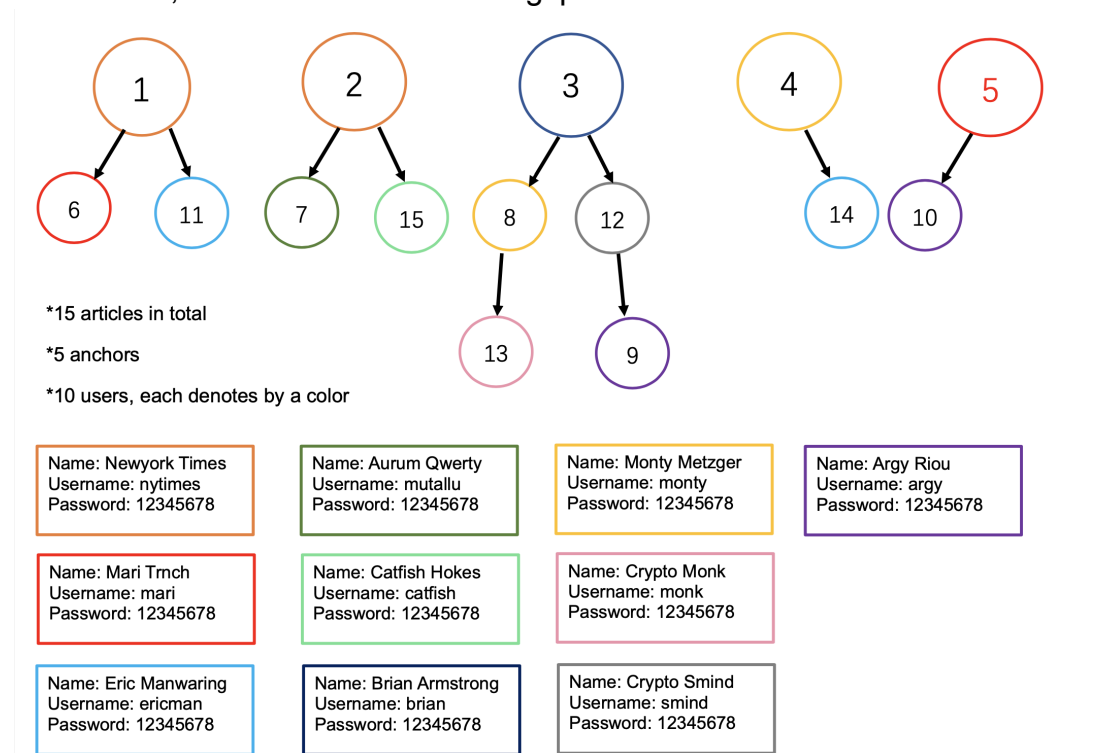 1
2
3
4
5
6
11
7
15
8
12
14
10
13
9
*15 articles in total
*5 anchors
*10 users, each denotes by a color
Name: Newyork Times
Username: nytimes
Password: 12345678
Name: Aurum Qwerty
Username: mutallu
Password: 12345678
Name: Monty Metzger
Username: monty
Password: 12345678
Name: Argy Riou
Username: argy
Password: 12345678
Name: Mari Trnch
Username: mari
Password: 12345678
Name: Catfish Hokes
Username: catfish
Password: 12345678
Name: Crypto Monk
Username: monk
Password: 12345678
Name: Eric Manwaring
Username: ericman
Password: 12345678
Name: Brian Armstrong
Username: brian
Password: 12345678
Name: Crypto Smind
Username: smind
Password: 12345678